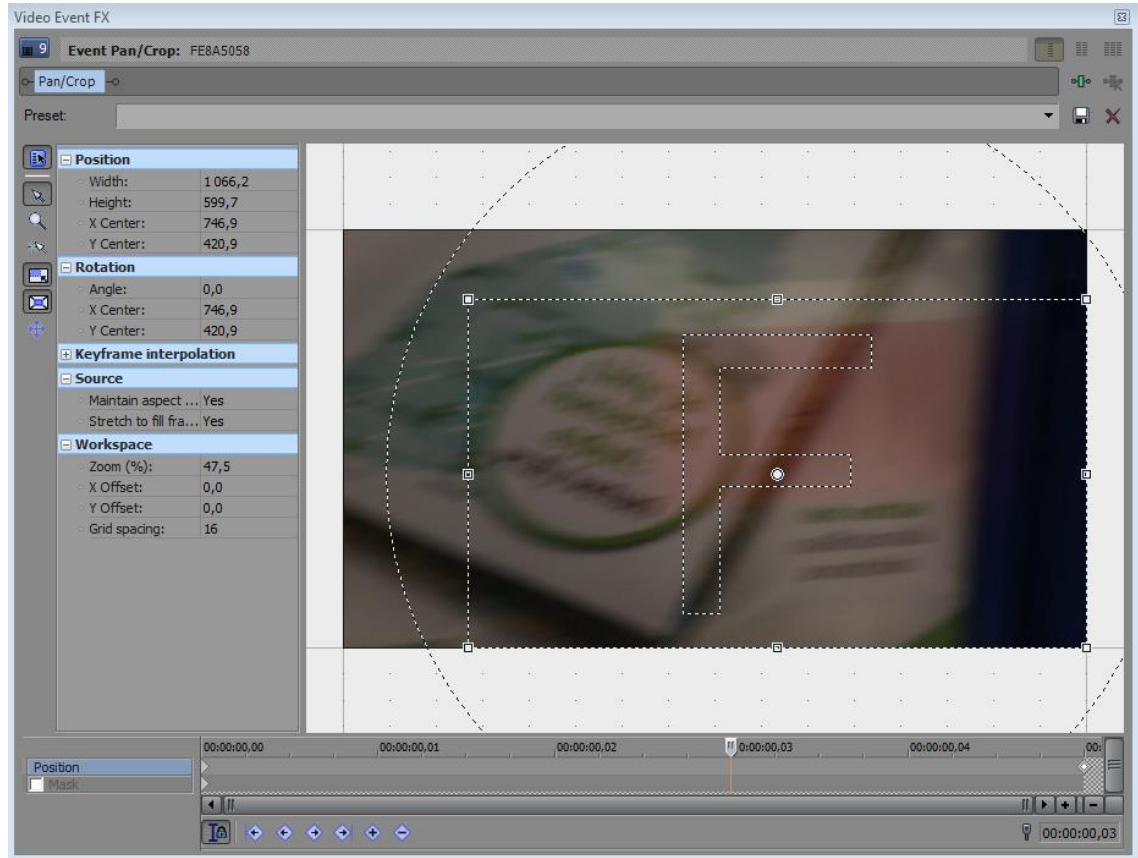 Video Event FX
9 Event Pan/Crop: FE8A5058
Pan/Crop
Preset:
Position
Width: 1 066,2
Height: 599,7
X Center: 746,9
Y Center: 420,9
Rotation
Angle: 0,0
X Center: 746,9
Y Center: 420,9
Keyframe interpolation
Source
Maintain aspect ... Yes
Stretch to fill fra... Yes
Workspace
Zoom (%): 47,5
X Offset: 0,0
Y Offset: 0,0
Grid spacing: 16
00:00:00,00 00:00:00,01 00:00:00,02 0:00:00,03 00:00:00,04 00:
Position
Mask
00:00:00,03